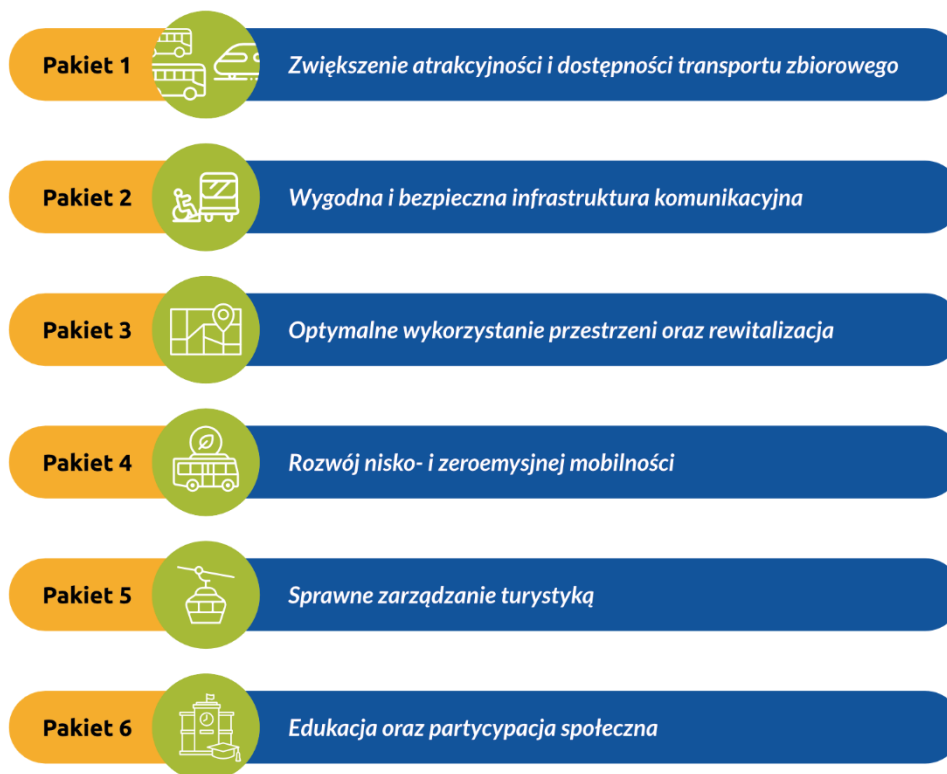 Pakiet 1 Zwiększenie atrakcyjności i dostępności transportu zbiorowego
Pakiet 2 Wygodna i bezpieczna infrastruktura komunikacyjna
Pakiet 3 Optymalne wykorzystanie przestrzeni oraz rewitalizacja
Pakiet 4 Rozwój nisko- i zeroemysjnej mobilności
Pakiet 5 Sprawne zarządzanie turystyką
Pakiet 6 Edukacja oraz partycypacja społeczna